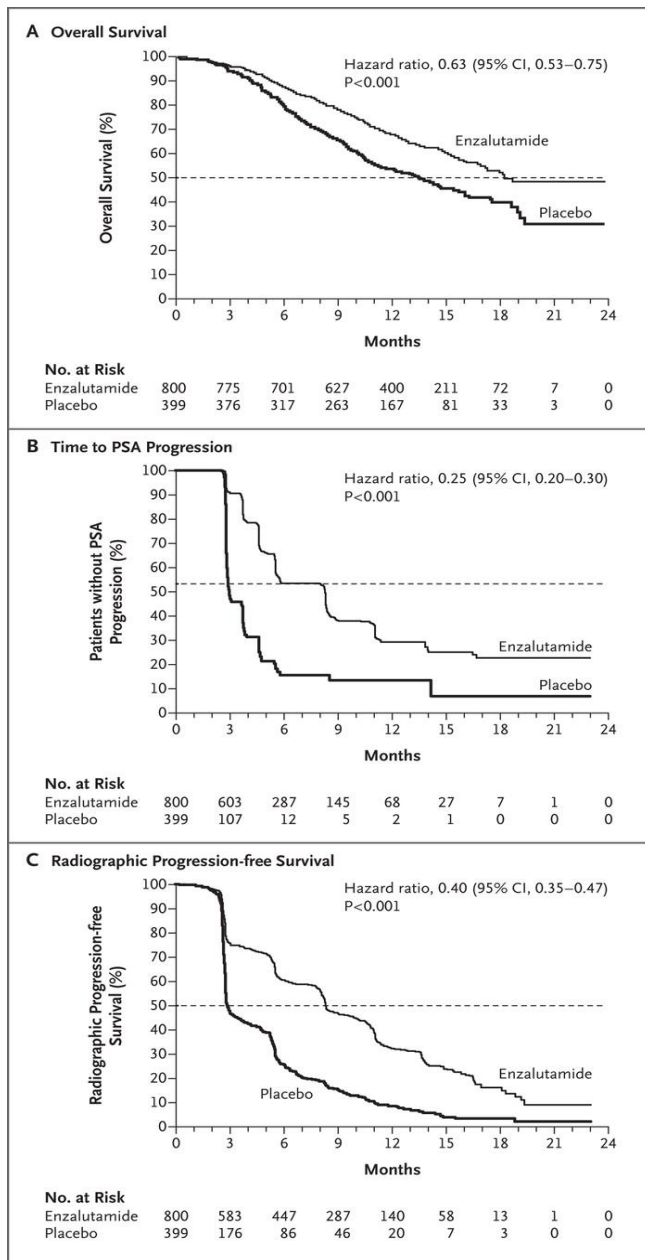 A Overall Survival
Hazard ratio, 0.63 (95% CI, 0.53–0.75)
P<0.001
Overall Survival (%)
100
90
80
70
60
50
40
30
20
10
0
Enzalutamide
Placebo
0 3 6 9 12 15 18 21 24
Months
No. at Risk
Enzalutamide 800 775 701 627 400 211 72 7 0
Placebo 399 376 317 263 167 81 33 3 0
B Time to PSA Progression
Hazard ratio, 0.25 (95% CI, 0.20–0.30)
P<0.001
Patients without PSA
Progression (%)
100
90
80
70
60
50
40
30
20
10
0
Enzalutamide
Placebo
0 3 6 9 12 15 18 21 24
Months
No. at Risk
Enzalutamide 800 603 287 145 68 27 7 1 0
Placebo 399 107 12 5 2 1 0 0 0
C Radiographic Progression-free Survival
Hazard ratio, 0.40 (95% CI, 0.35–0.47)
P<0.001
Radiographic Progression-free
Survival (%)
100
90
80
70
60
50
40
30
20
10
0
Enzalutamide
Placebo
0 3 6 9 12 15 18 21 24
Months
No. at Risk
Enzalutamide 800 583 447 287 140 58 13 1 0
Placebo 399 176 86 46 20 7 3 0 0